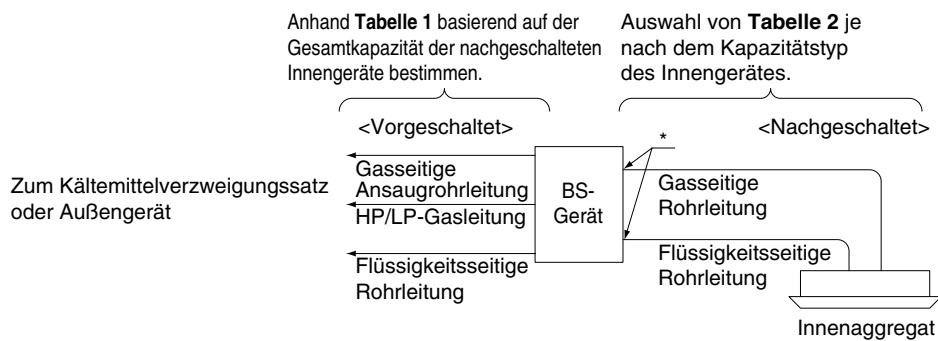 Anhand Tabelle 1 basierend auf der
Gesamtkapazität der nachgeschalteten
Innengeräte bestimmen.
Auswahl von Tabelle 2 je
nach dem Kapazitätstyp
des Innengerätes.
<Vorgeschaltet>
*
<Nachgeschaltet>
Zum Kältemittelverzweigungssatz
oder Außengerät
Gasseitige
Ansaugrohrleitung
HP/LP-Gasleitung
Flüssigkeitsseitige
Rohrleitung
BS-
Gerät
Gasseitige
Rohrleitung
Flüssigkeitsseitige
Rohrleitung
Innenaggregat